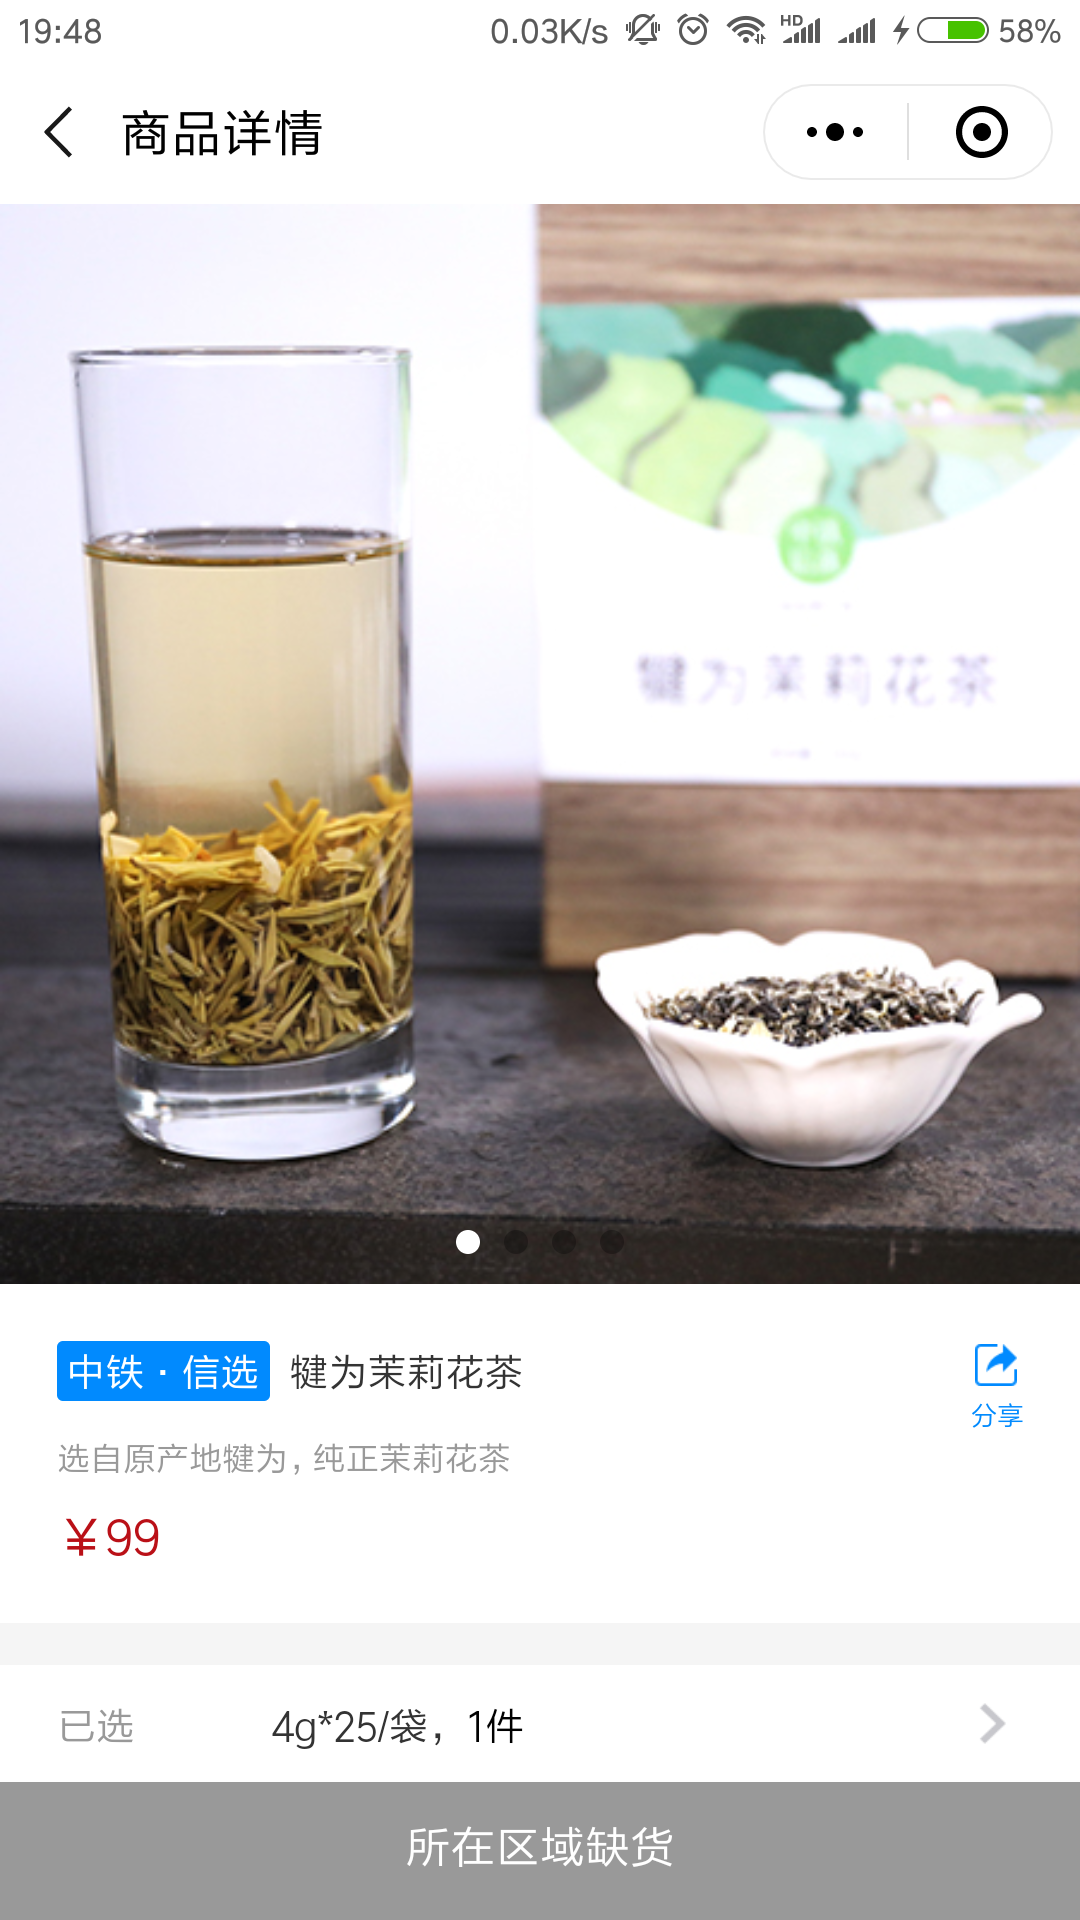 19:48 0.03K/s HD 58%
商品详情
犍为茉莉花茶
中铁·信选 犍为茉莉花茶
分享
选自原产地犍为，纯正茉莉花茶
¥99
已选 4g*25/袋，1件
所在区域缺货